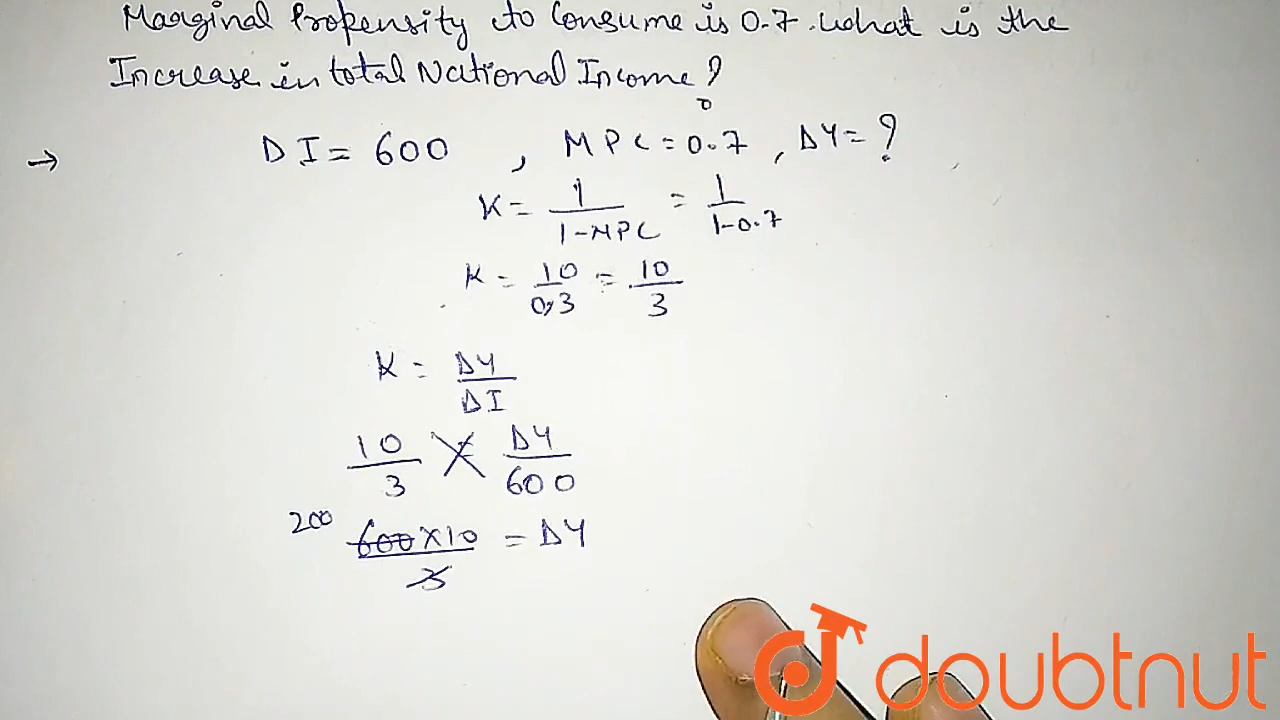 Marginal Propensity to Consume is 0.7. what is the
Increase in total National Income?
→ ΔI = 600 , MPC = 0.7 , ΔY = ?
K = 1 / 1-MPC = 1 / 1-0.7
K = 10 / 0.3 = 10 / 3
K = ΔY / ΔI
10 / 3 = ΔY / 600
200 600 × 10 / 3 = ΔY
doubtnut